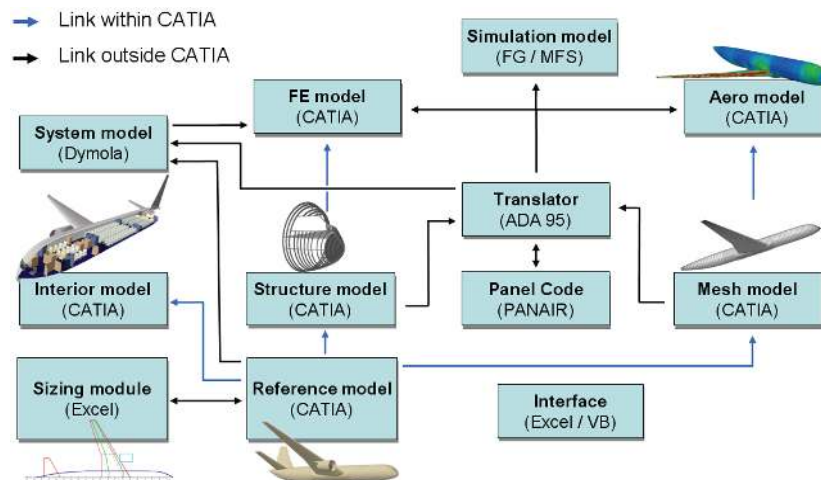 Link within CATIA
Link outside CATIA
Simulation model
(FG / MFS)
FE model
(CATIA)
Aero model
(CATIA)
System model
(Dymola)
Translator
(ADA 95)
Interior model
(CATIA)
Structure model
(CATIA)
Panel Code
(PANAIR)
Mesh model
(CATIA)
Sizing module
(Excel)
Reference model
(CATIA)
Interface
(Excel / VB)